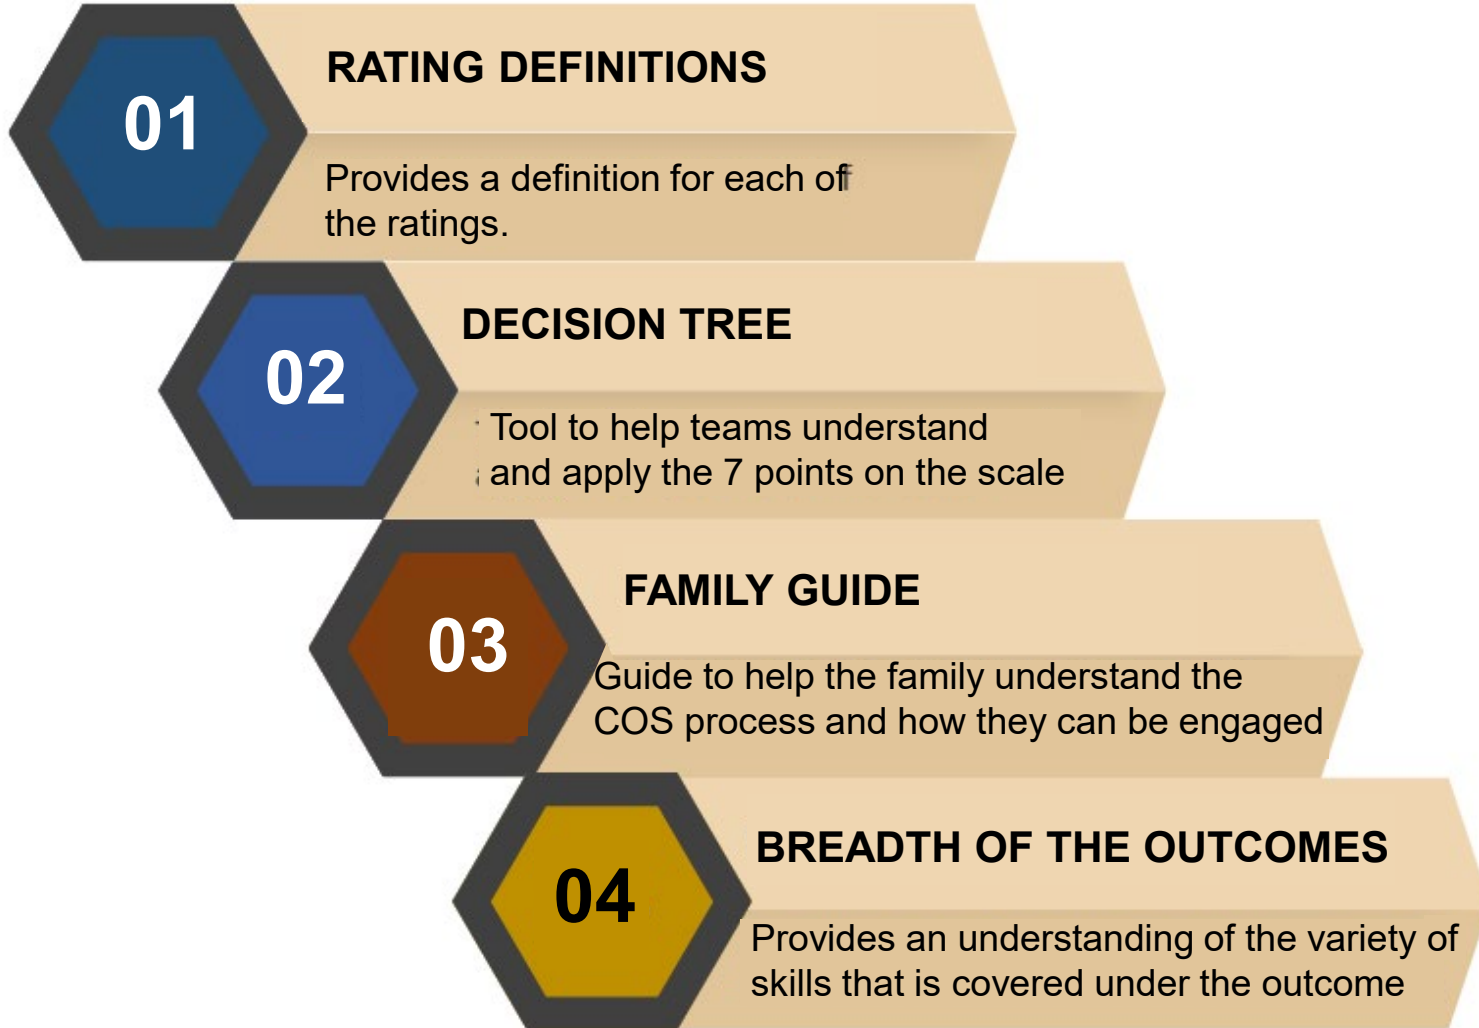 01
RATING DEFINITIONS
Provides a definition for each of
the ratings.
02
DECISION TREE
Tool to help teams understand
and apply the 7 points on the scale
03
FAMILY GUIDE
Guide to help the family understand the
COS process and how they can be engaged
04
BREADTH OF THE OUTCOMES
Provides an understanding of the variety of
skills that is covered under the outcome